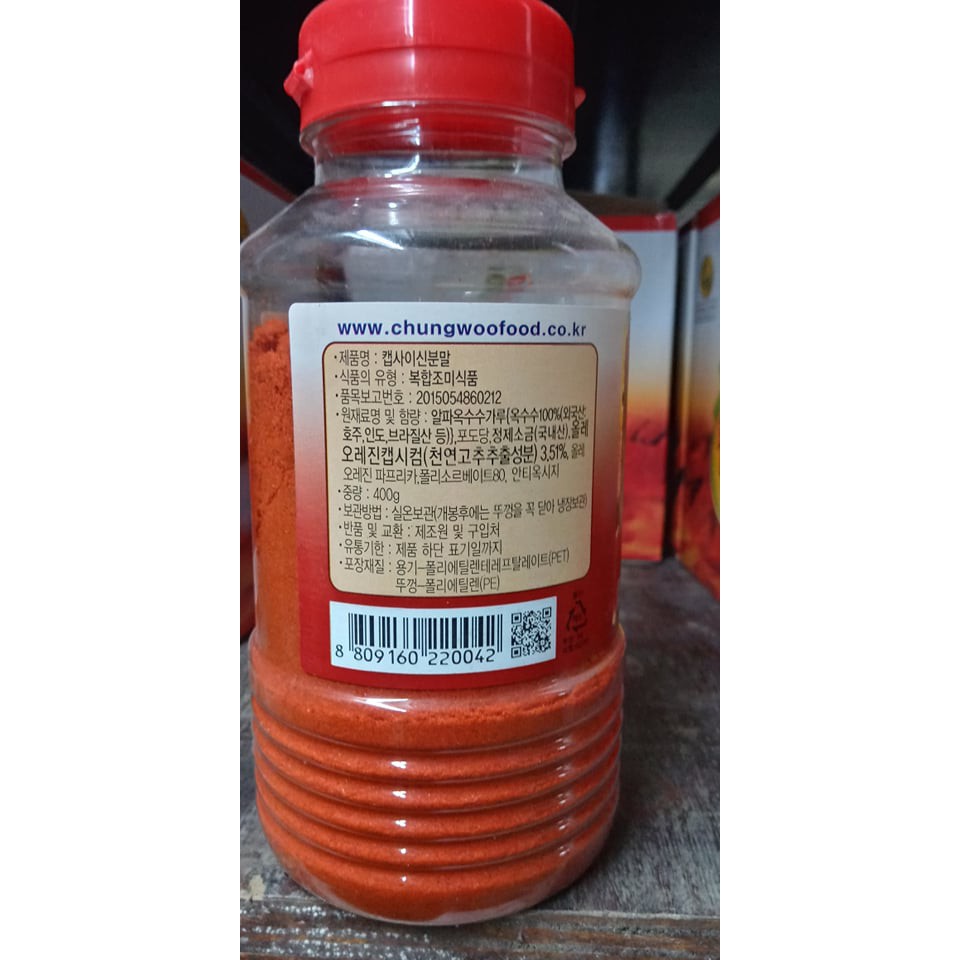 www.chungwoofood.co.kr
·제품명 : 캡사이신분말
·식품의 유형 : 복합조미식품
·품목보고번호 : 2015054860212
·원재료명 및 함량 : 알파옥수수가루{옥수수100%(외국산,
호주,인도,브라질산 등)},포도당,정제소금(국내산),올레
오레진캡시컴(천연고추추출성분) 3.51%, 올레
오레진 파프리카,폴리소르베이트80, 안티옥시지
·중량 : 400g
·보관방법 : 실온보관(개봉후에는 뚜껑을 꼭 닫아 냉장보관)
·반품 및 교환 : 제조원 및 구입처
·유통기한 : 제품 하단 표기일까지
·포장재질 : 용기-폴리에틸렌테레프탈레이트(PET)
뚜껑-폴리에틸렌(PE)
8 809160 220042